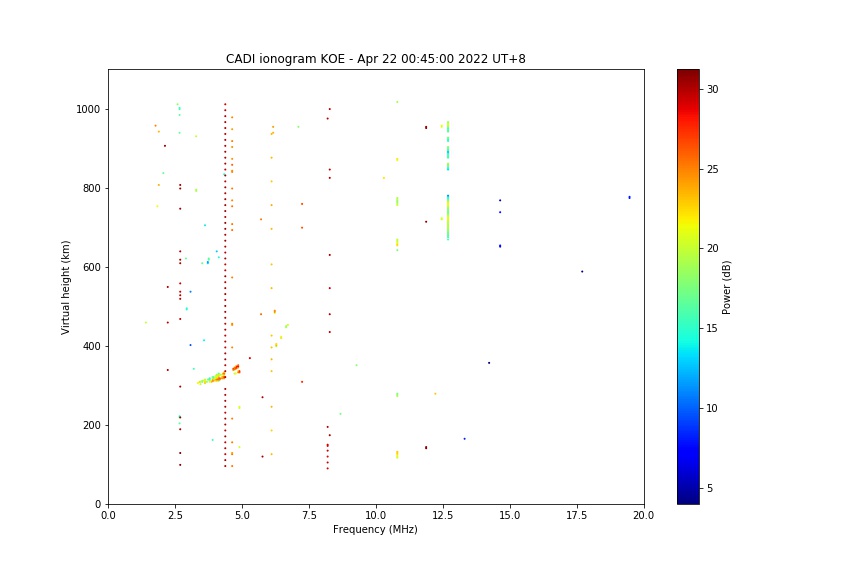 CADI ionogram KOE - Apr 22 00:45:00 2022 UT+8
Virtual height (km)
1000
800
600
400
200
0
0.0 2.5 5.0 7.5 10.0 12.5 15.0 17.5 20.0
Frequency (MHz)
30
25
20
15
10
5
Power (dB)